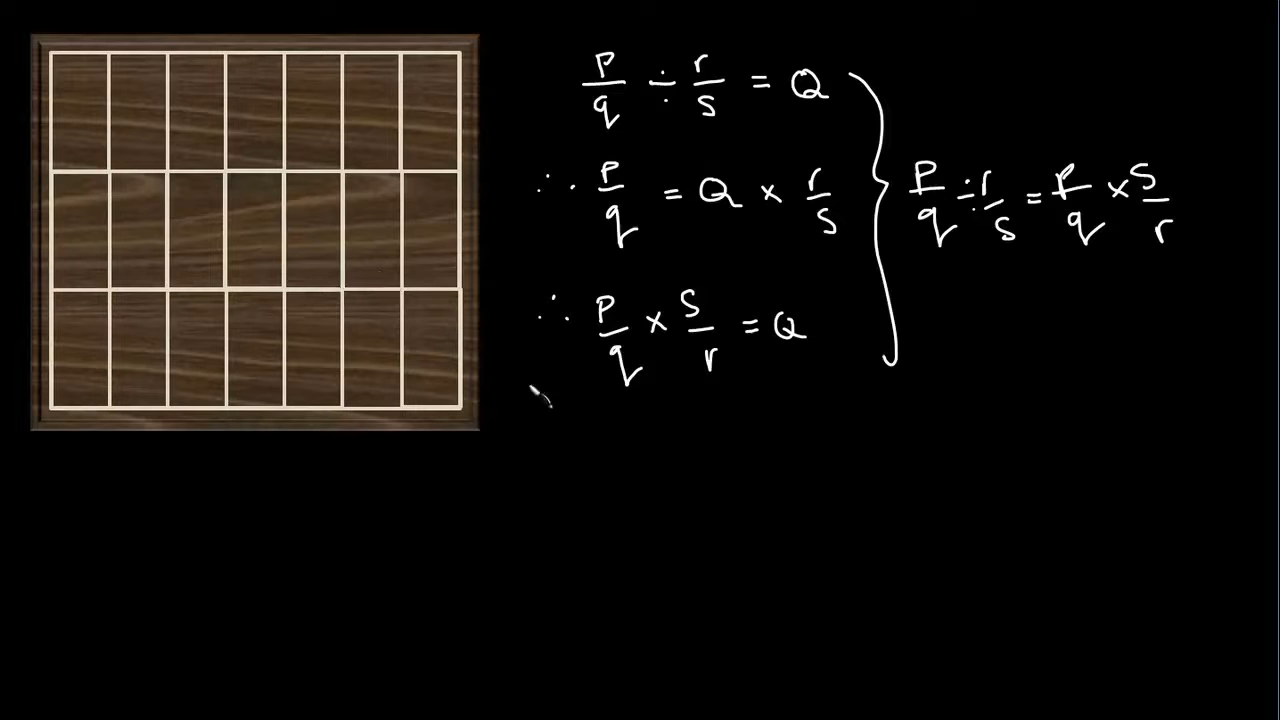 p/q ÷ r/s = Q
∴ p/q = Q × r/s
∴ p/q × s/r = Q
p/q ÷ r/s = p/q × s/r